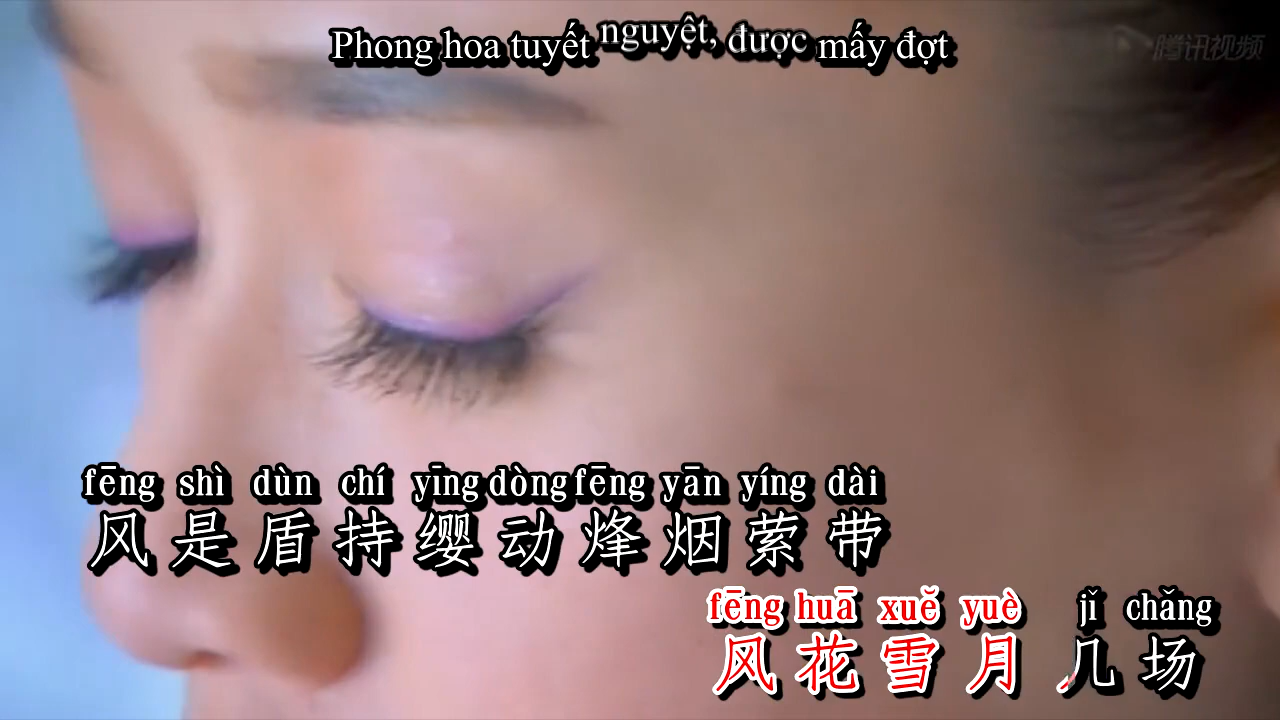 Phong hoa tuyết nguyệt, được mấy đợt
腾讯视频
fēng shì dùn chí yīng dòng fēng yān yíng dài
风是盾持缨动烽烟萦带
fēng huā xuě yuè jǐ chǎng
风花雪月几场